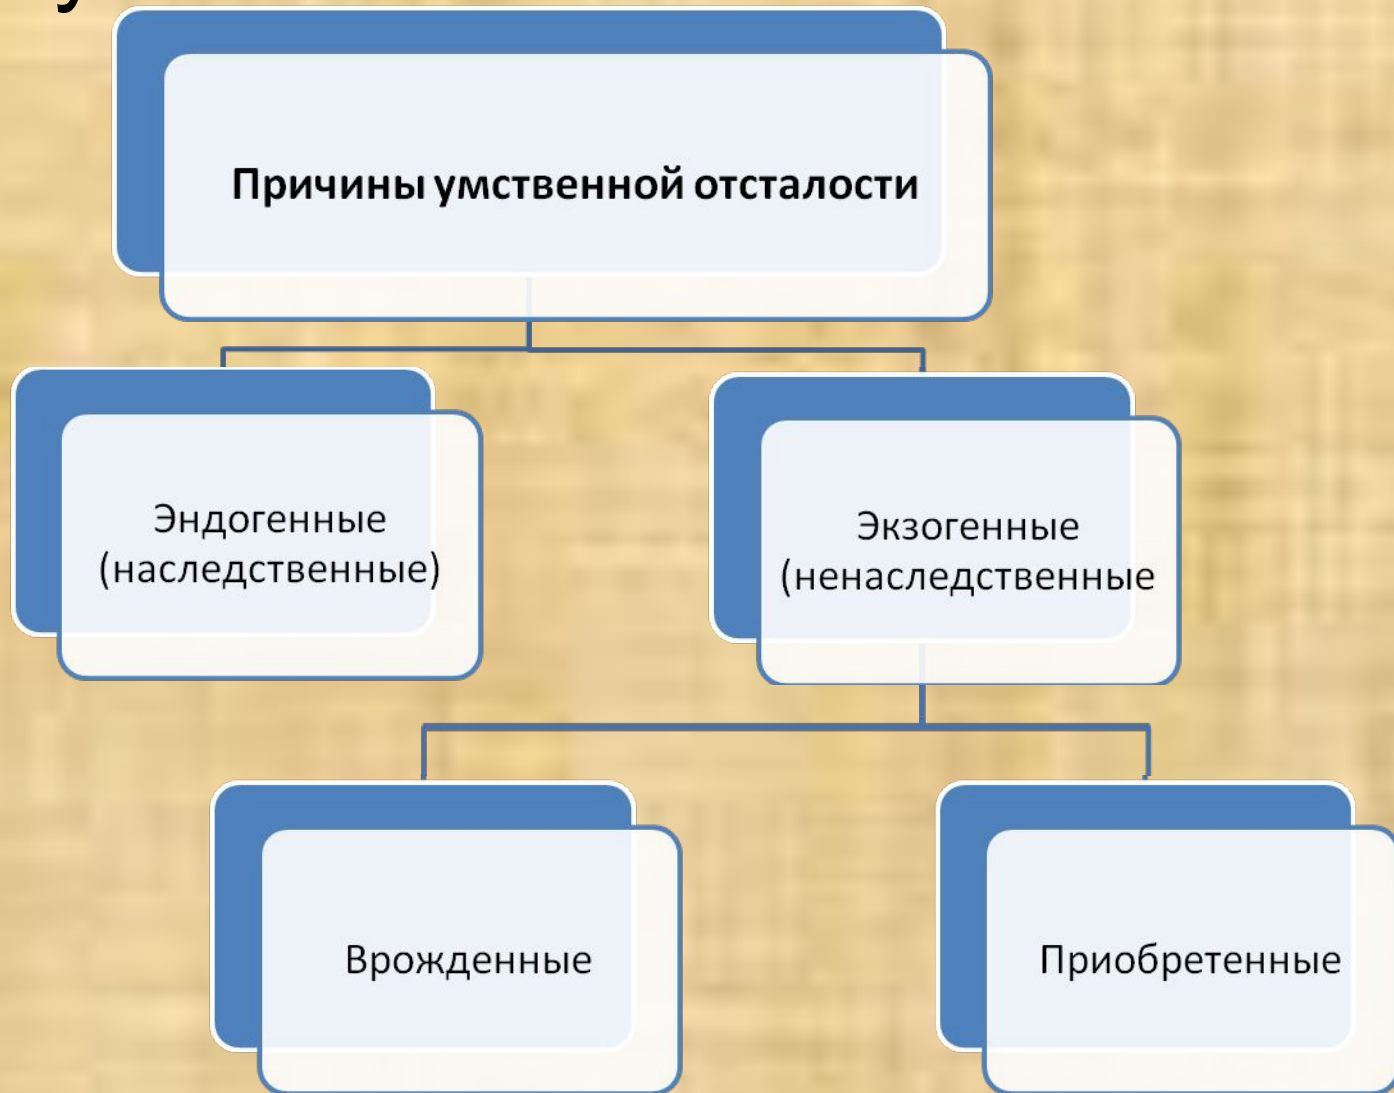 Причины умственной отсталости
Эндогенные
(наследственные)
Экзогенные
(ненаследственные
Врожденные
Приобретенные